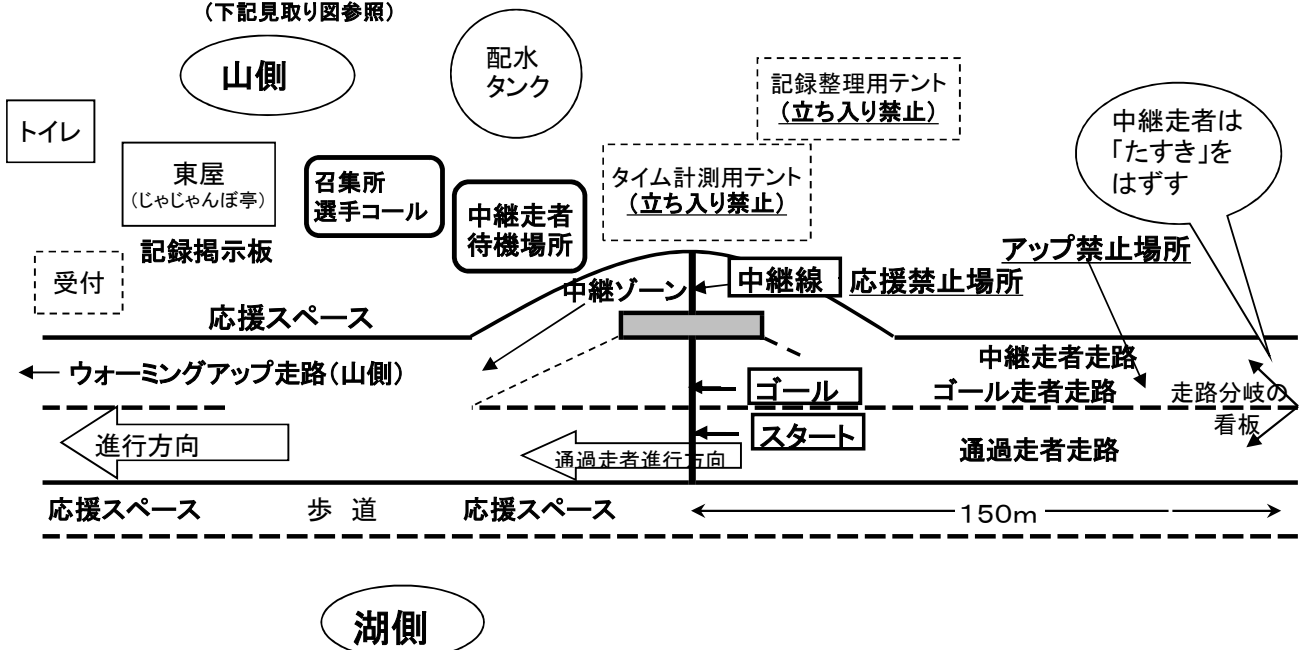 （下記見取り図参照）
山側
配水
タンク
記録整理用テント
（立ち入り禁止）
トイレ
中継走者は
「たすき」を
はずす
東屋
（じゃじゃんぼ亭）
召集所
選手コール
タイム計測用テント
（立ち入り禁止）
中継走者
待機場所
記録掲示板
アップ禁止場所
受付
中継ゾーン
中継線
応援禁止場所
応援スペース
中継走者走路
ウォーミングアップ走路（山側）
ゴール
ゴール走者走路
走路分岐の
看板
進行方向
スタート
通過走者進行方向
通過走者走路
応援スペース
歩 道
応援スペース
150m
湖側